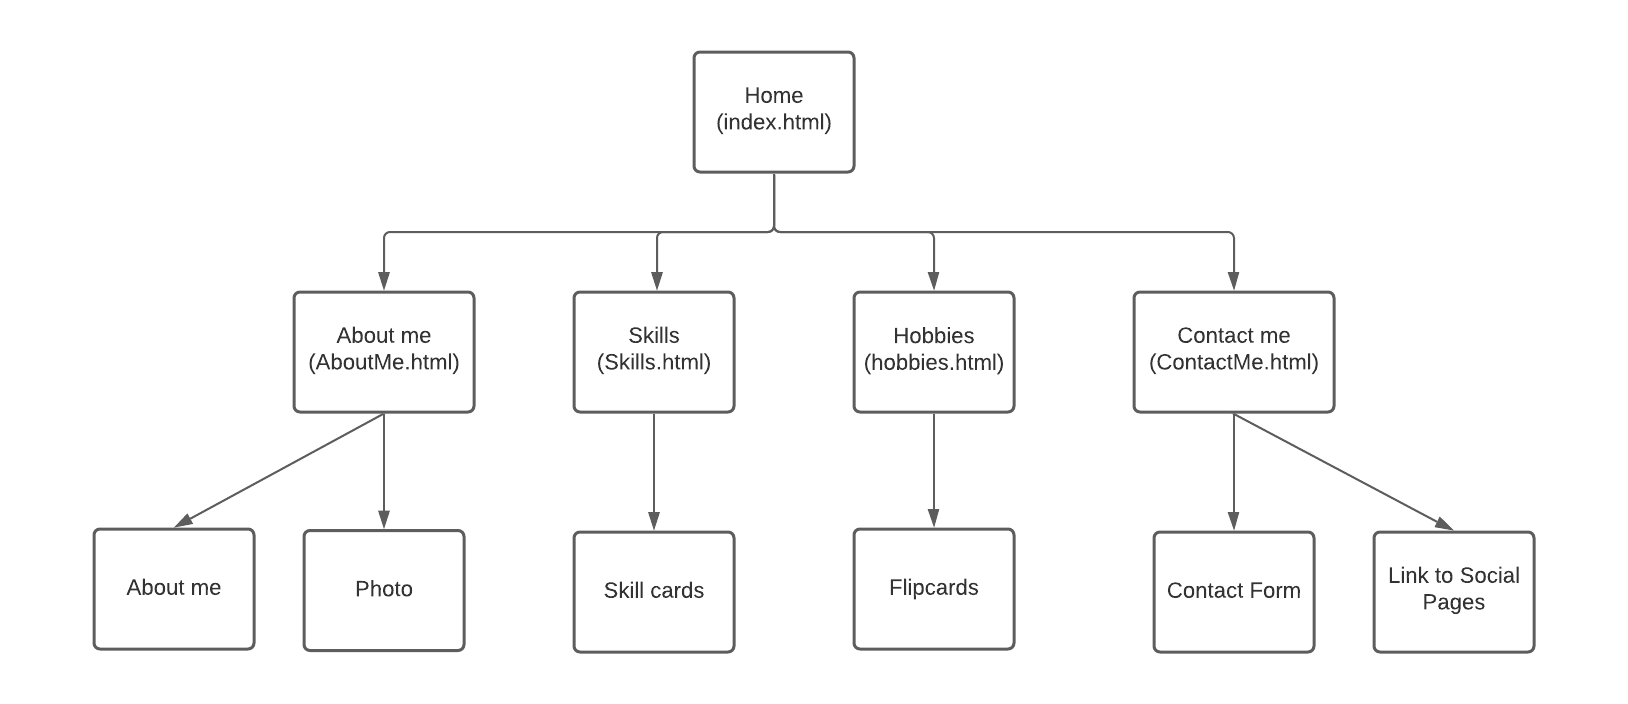 Home
(index.html)
About me
(AboutMe.html)
Skills
(Skills.html)
Hobbies
(hobbies.html)
Contact me
(ContactMe.html)
About me
Photo
Skill cards
Flipcards
Contact Form
Link to Social
Pages